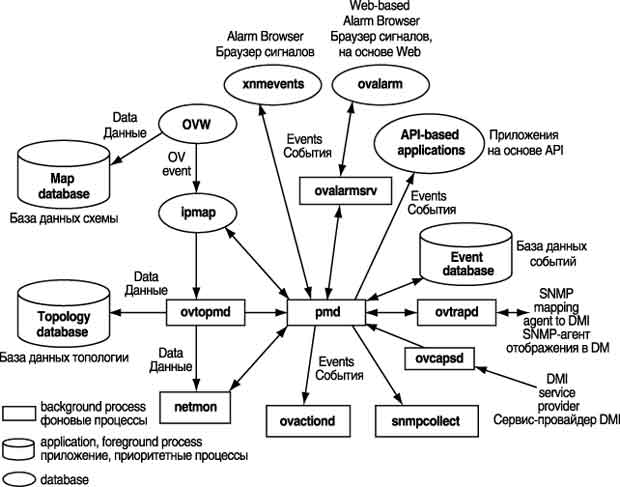 Web-based
Alarm Browser
Браузер сигналов,
на основе Web
Alarm Browser
Браузер сигналов
xnmevents
ovalarm
Data
Данные
OVW
Events
События
API-based
applications
Приложения
на основе API
Map
database
OV
event
ovalarmsrv
База данных схемы
ipmap
Events
События
Event
database
База данных
событий
Data
Данные
Topology
database
ovtopmd
pmd
ovtrapd
SNMP
mapping
agent to DMI
SNMP-агент
отображения в DM
База данных топологии
Data
Данные
Events
События
ovcapsd
DMI
service
provider
Сервис-провайдер DMI
netmon
ovactiond
snmpcollect
background process
фоновые процессы
application, foreground process
приложение, приоритетные процессы
database